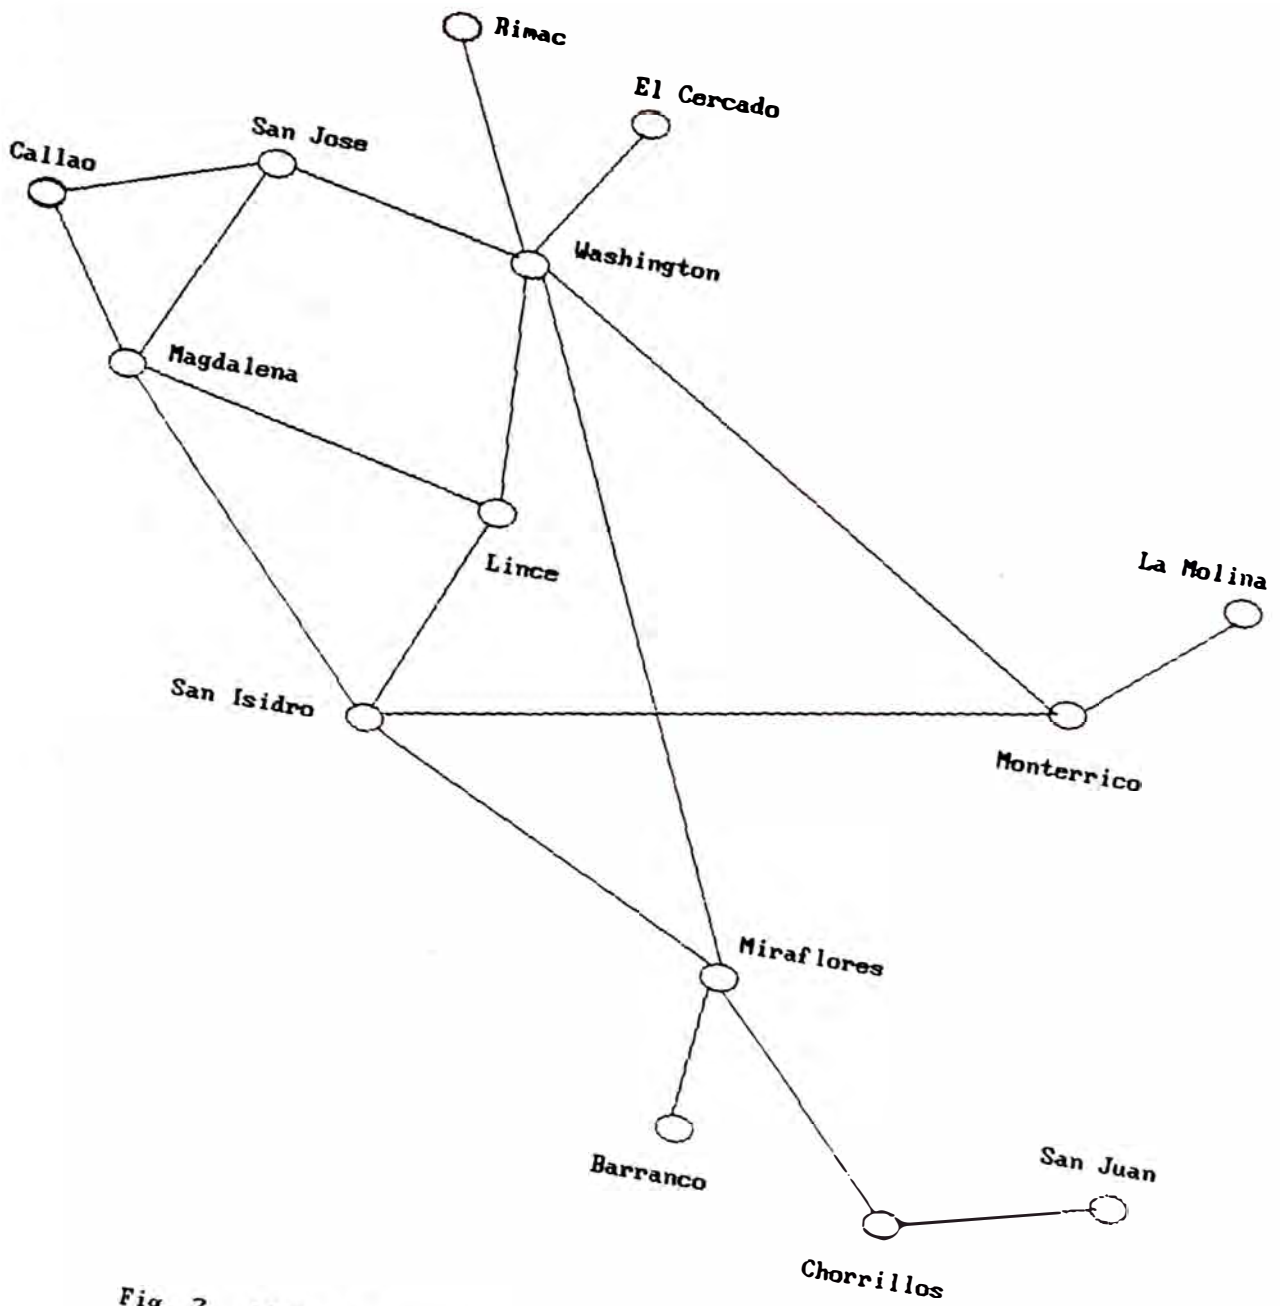 Rimac
El Cercado
San Jose
Callao
Washington
Magdalena
Lince
La Molina
San Isidro
Monterrico
Miraflores
Barranco
San Juan
Chorrillos
Fig. 2